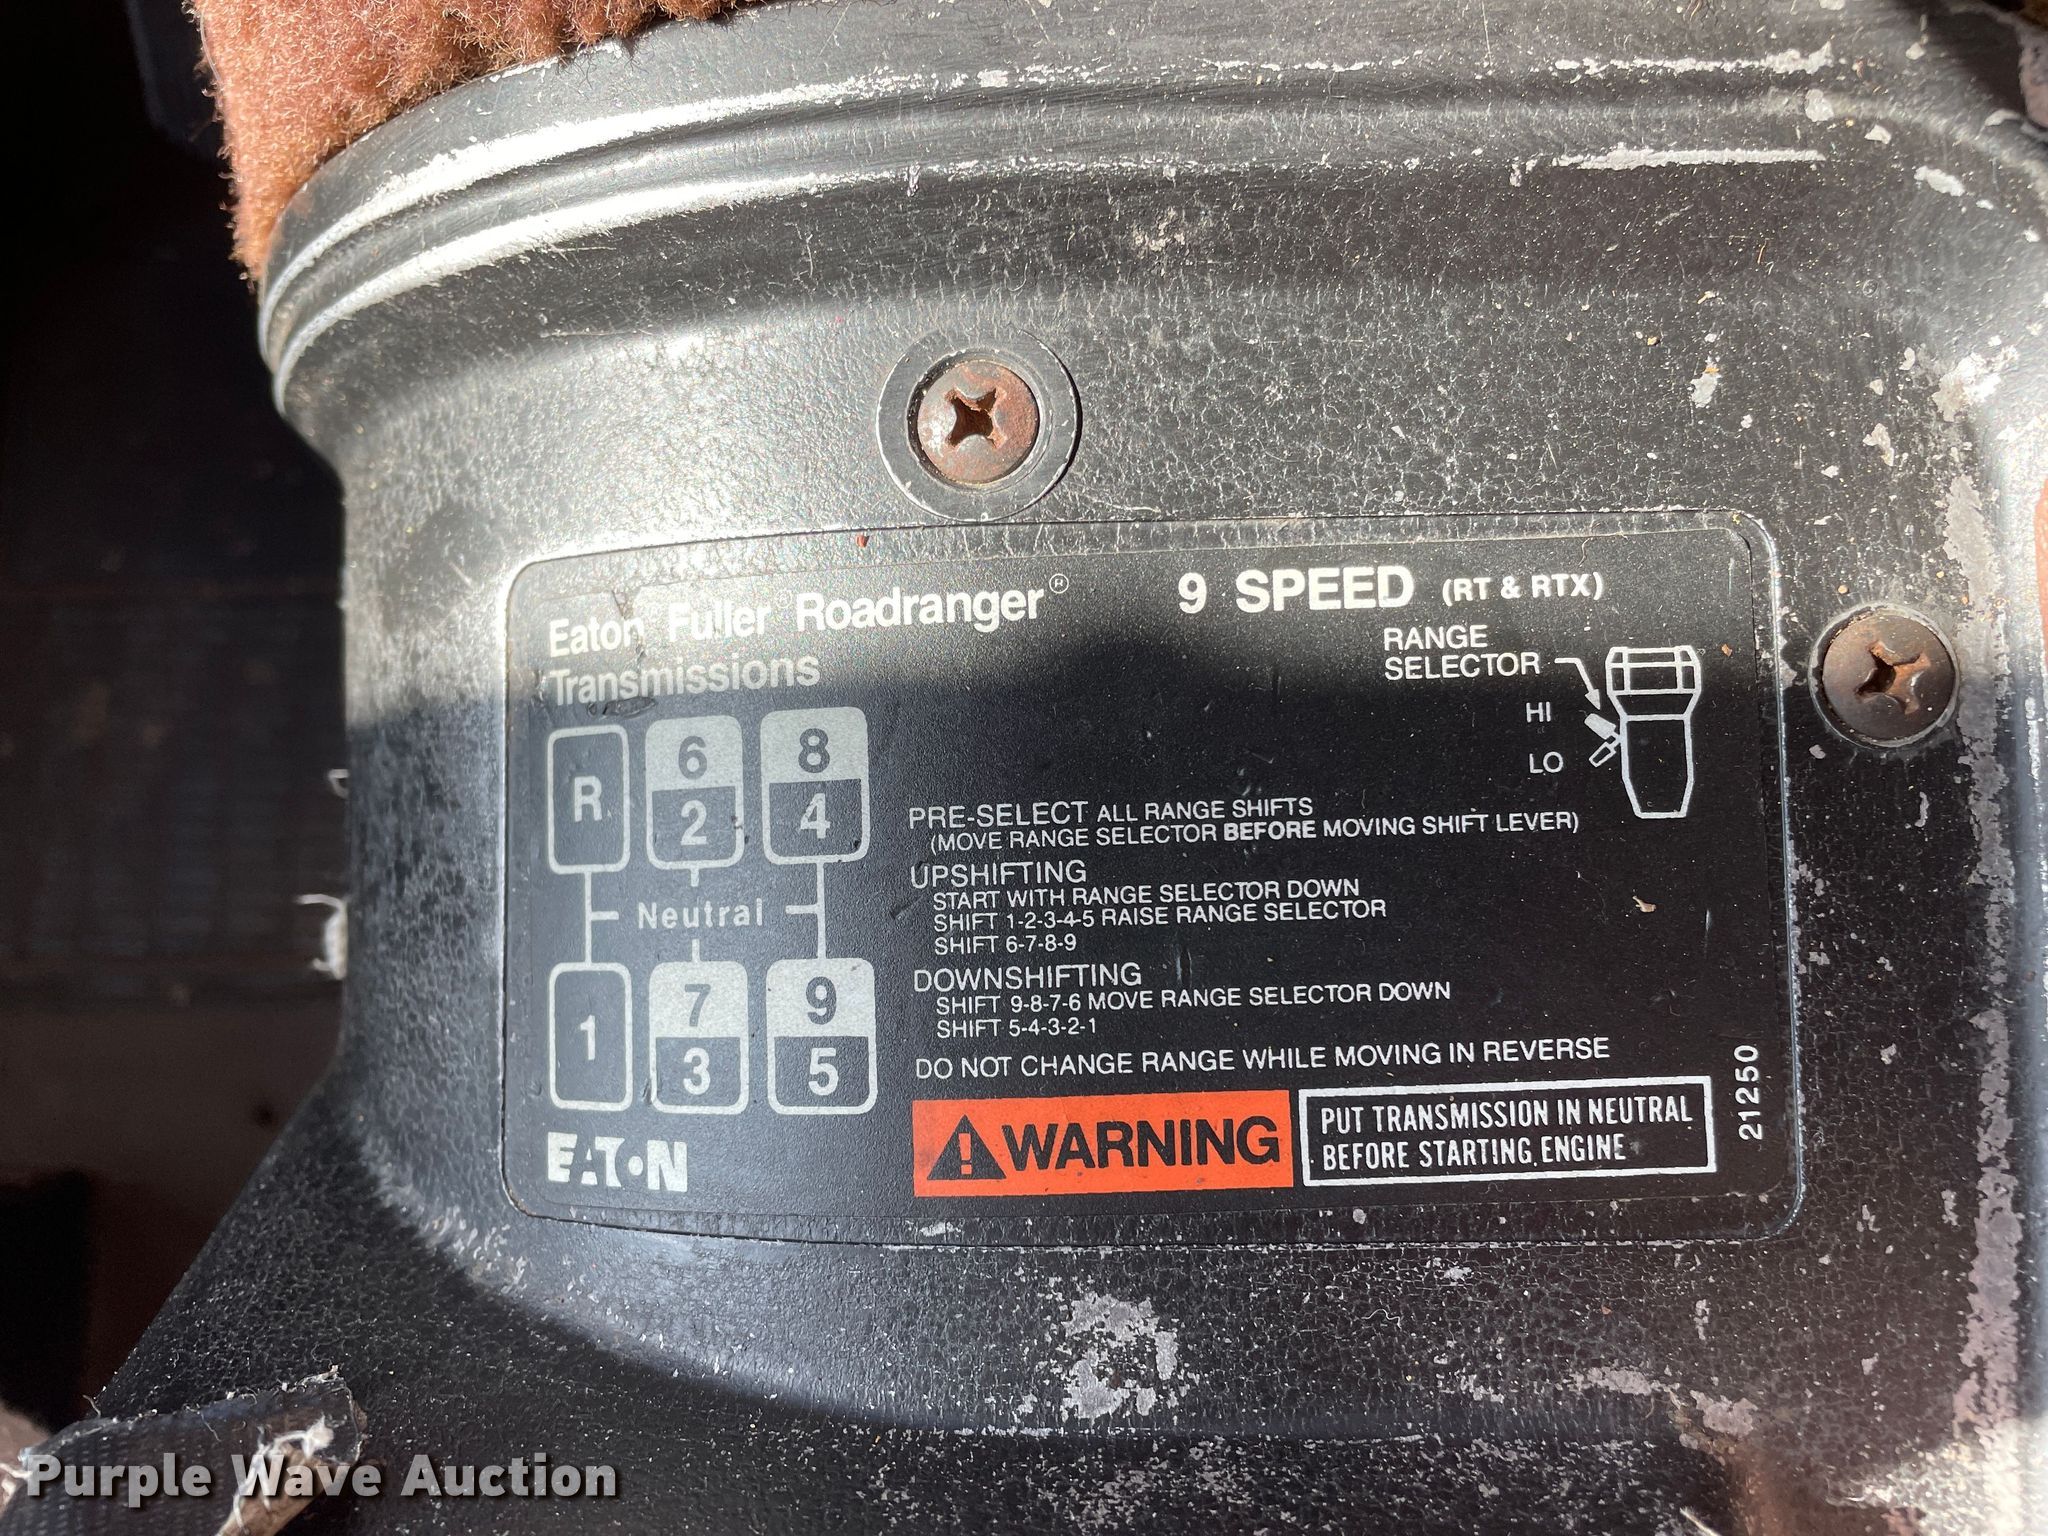 Eaton Fuller Roadranger®
Transmissions
9 SPEED (RT & RTX)
RANGE
SELECTOR
HI
LO
R 6 8
2 4
Neutral
1 7 9
3 5
PRE-SELECT ALL RANGE SHIFTS
(MOVE RANGE SELECTOR BEFORE MOVING SHIFT LEVER)
UPSHIFTING
START WITH RANGE SELECTOR DOWN
SHIFT 1-2-3-4-5 RAISE RANGE SELECTOR
SHIFT 6-7-8-9
DOWNSHIFTING
SHIFT 9-8-7-6 MOVE RANGE SELECTOR DOWN
SHIFT 5-4-3-2-1
DO NOT CHANGE RANGE WHILE MOVING IN REVERSE
EATON
WARNING
PUT TRANSMISSION IN NEUTRAL
BEFORE STARTING ENGINE
21250
Purple Wave Auction